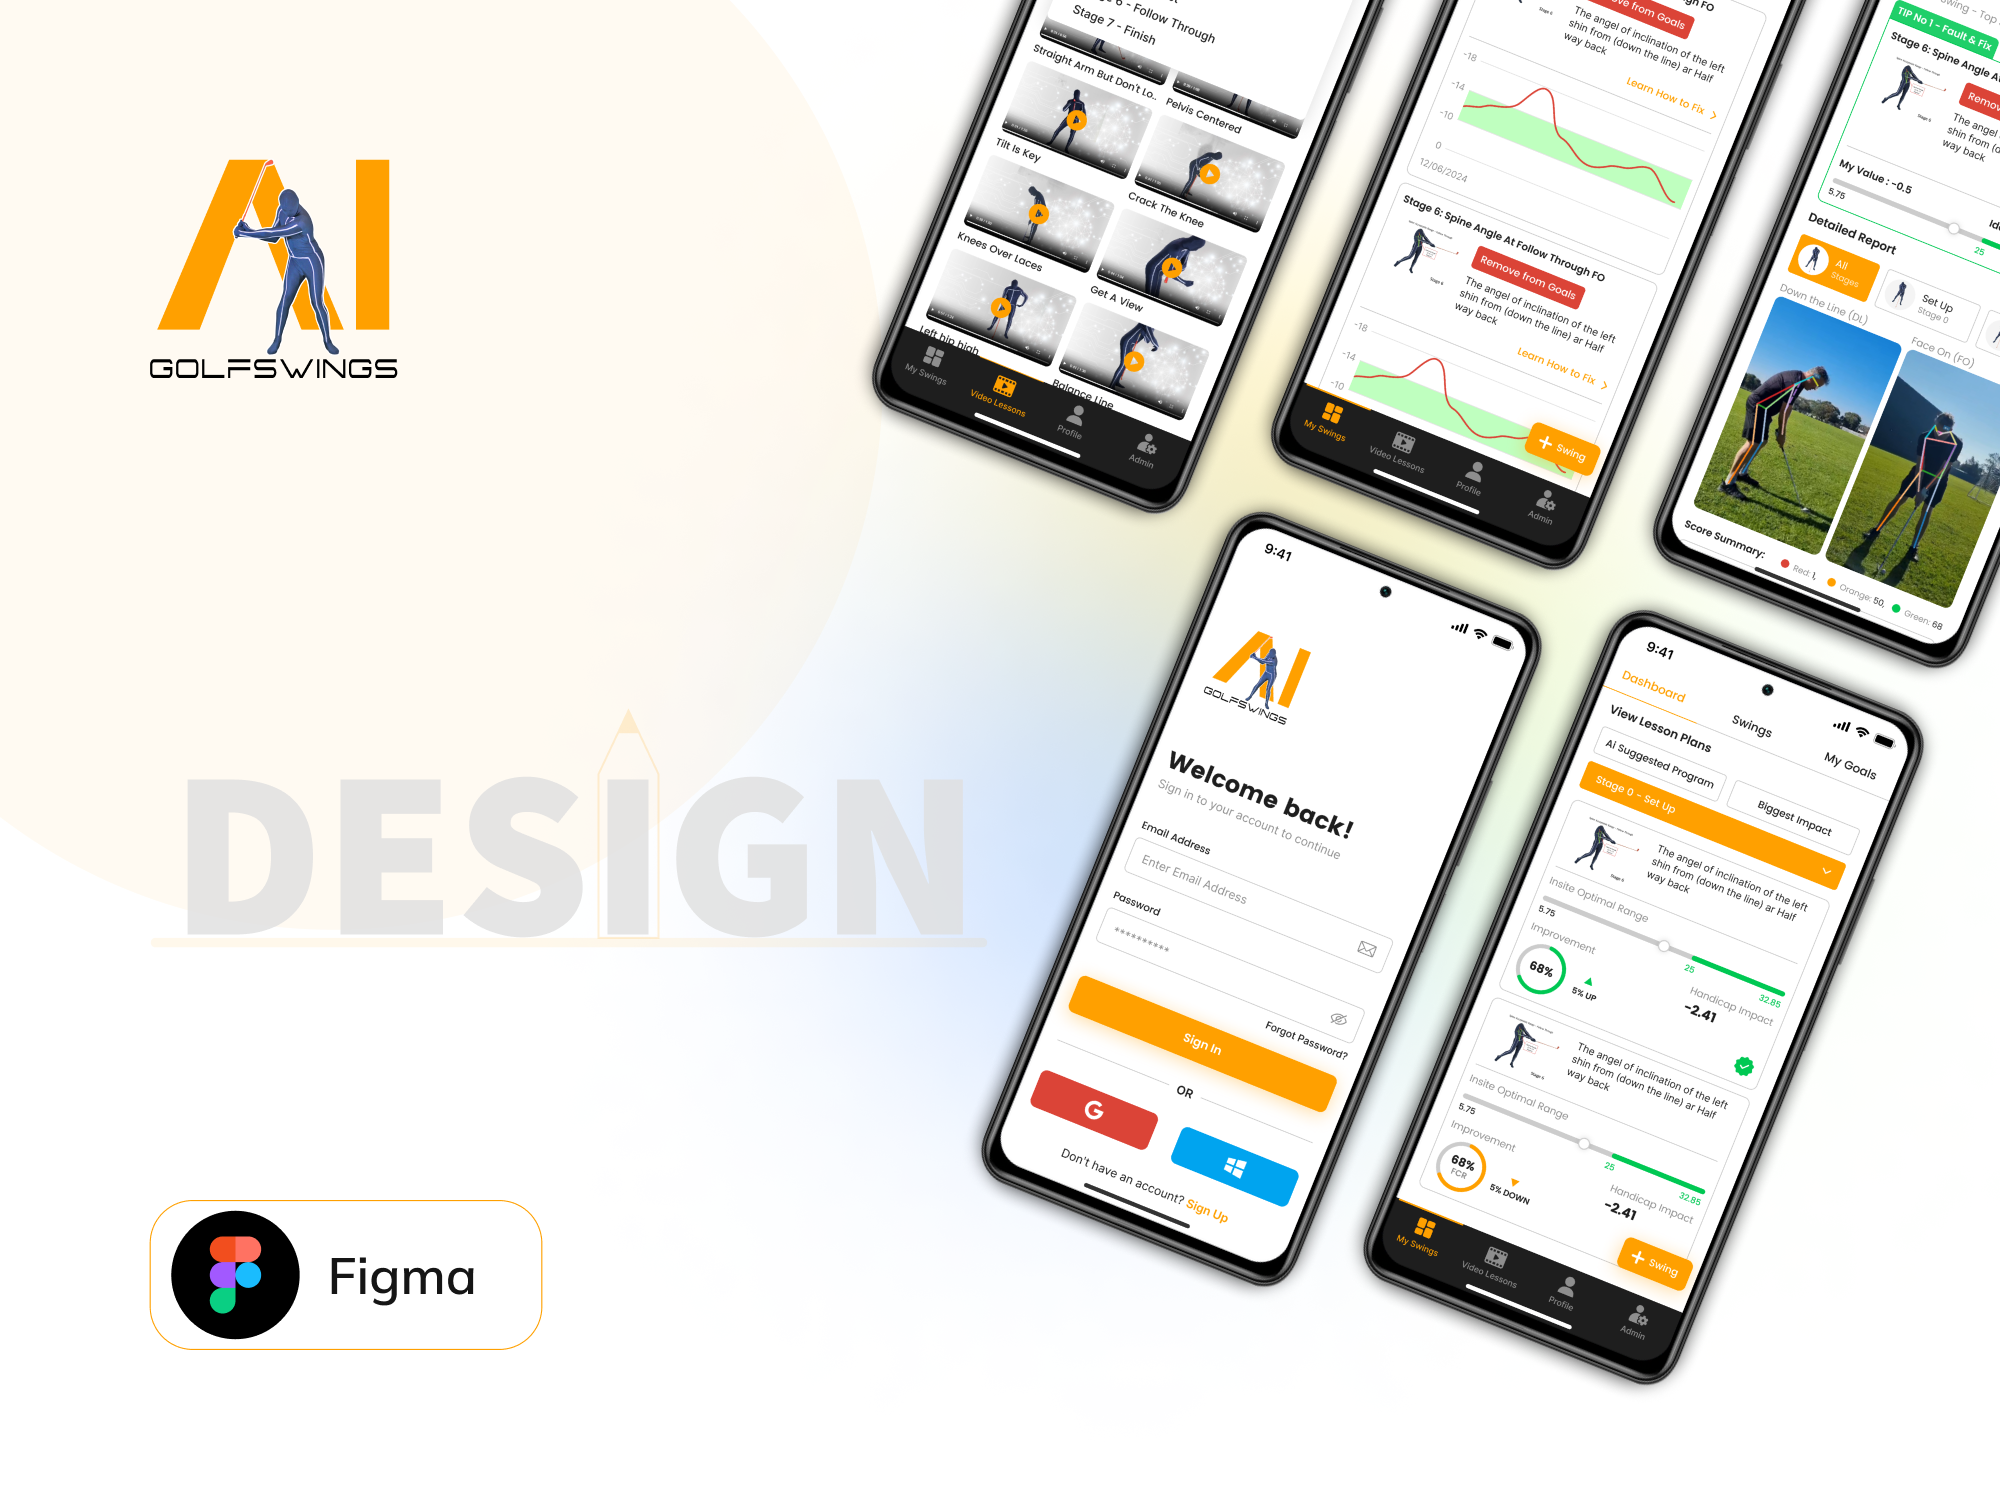 AI
GOLFSWINGS
DESIGN
Figma
Stage 6 - Follow Through
Stage 7 - Finish
Straight Arm But Don't Lo..
Pelvis Centered
Tilt Is Key
Crack The Knee
Knees Over Laces
Get A View
Left hip high
Balance Line
My Swings
Video Lessons
Profile
Admin
Remove from Goals
The angel of inclination of the left
shin from (down the line) ar Half
way back
Learn How to Fix
-18
-14
-10
0
12/06/2024
Stage 6: Spine Angle At Follow Through FO
Stage 6
Remove from Goals
The angel of inclination of the left
shin from (down the line) ar Half
way back
Learn How to Fix
-18
-14
-10
Swing
My Swings
Video Lessons
Profile
Admin
TIP No 1 - Fault & Fix
Stage 6: Spine Angle At
The angel
shin from
(down the
way back
My Value : -0.5
5.75
25
Detailed Report
All
Stages
Set Up
Stage 0
Down the Line (DL)
Face On (FO)
Score Summary:
Red: 1,
Orange: 50,
Green: 68
9:41
AI
GOLFSWINGS
Welcome back!
Sign in to your account to continue
Email Address
Enter Email Address
Password
**********
Forgot Password?
Sign In
OR
G
Don't have an account? Sign Up
9:41
Dashboard
Swings
My Goals
View Lesson Plans
Ai Suggested Program
Biggest Impact
Stage 0 - Set Up
Stage 6
The angel of inclination of the left
shin from (down the line) ar Half
way back
Insite Optimal Range
5.75
25
32.85
Improvement
68%
5% UP
Handicap Impact
-2.41
Stage 6
The angel of inclination of the left
shin from (down the line) ar Half
way back
Insite Optimal Range
5.75
25
32.85
Improvement
68%
FCR
5% DOWN
Handicap Impact
-2.41
Swing
My Swings
Video Lessons
Profile
Admin